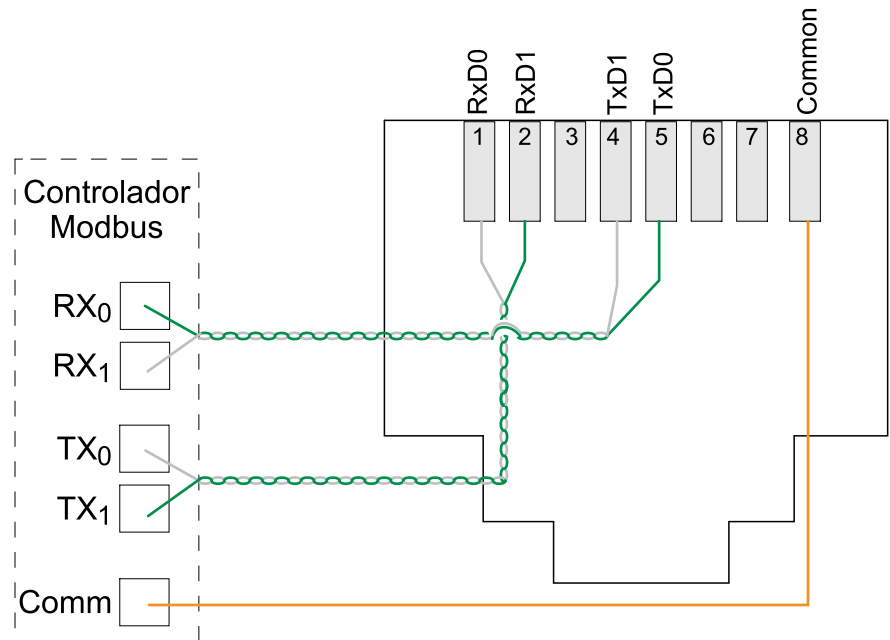 RxD0
RxD1
TxD1
TxD0
Common
1 2 3 4 5 6 7 8
Controlador
Modbus
RX0
RX1
TX0
TX1
Comm